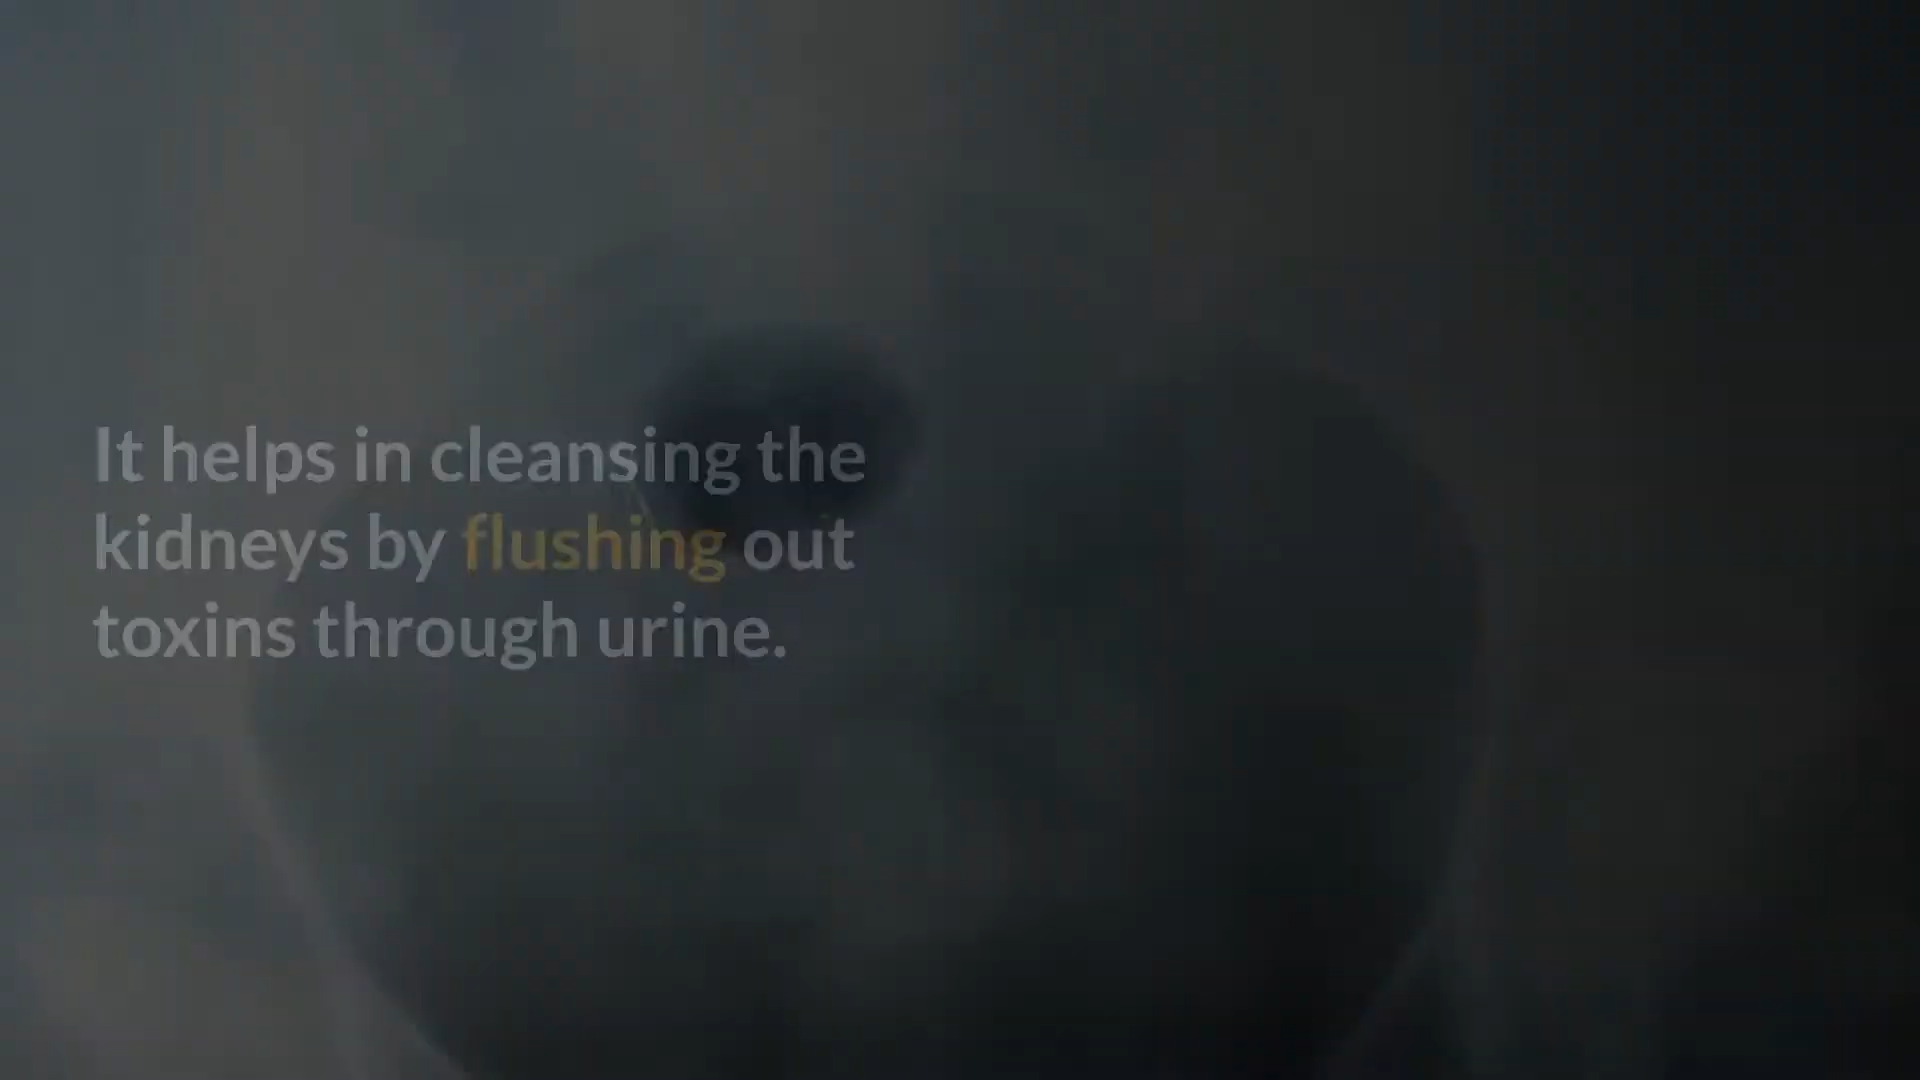 It helps in cleansing the
kidneys by flushing out
toxins through urine.